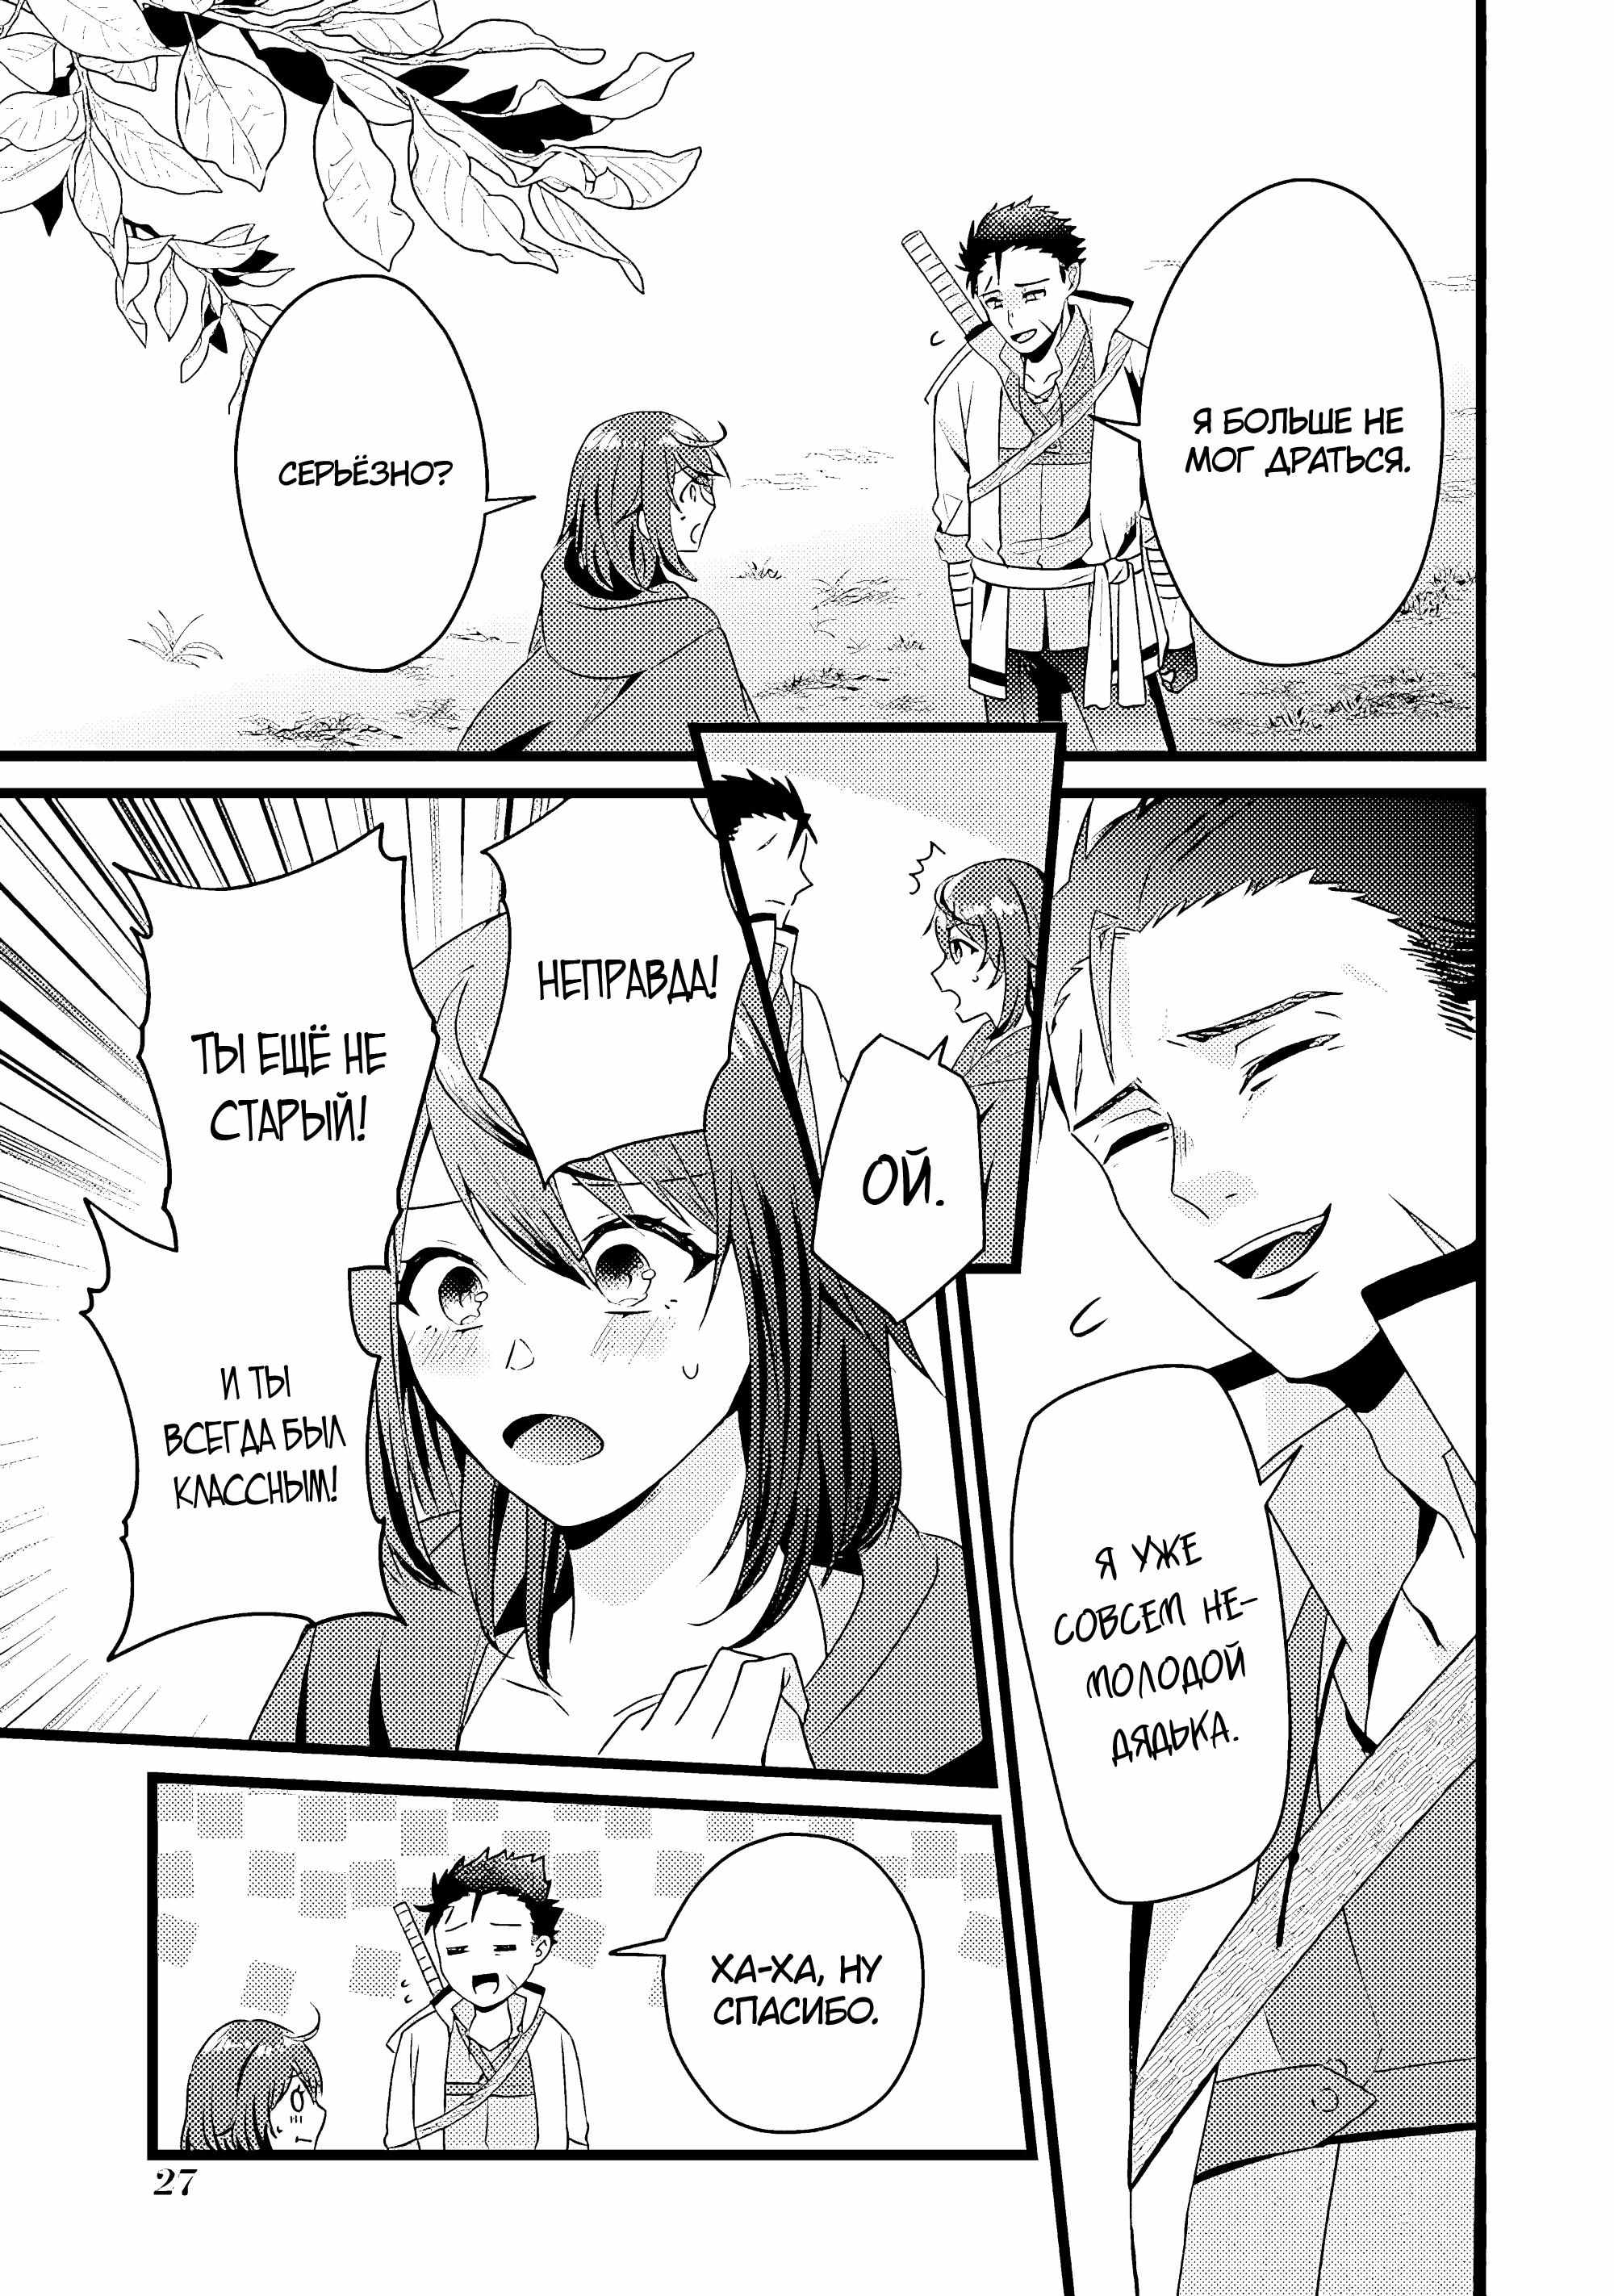 Я БОЛЬШЕ НЕ
МОГ ДРАТЬСЯ.
СЕРЬЁЗНО?
Я УЖЕ
СОВСЕМ НЕ-
МОЛОДОЙ
ДЯДЬКА.
ОЙ.
НЕПРАВДА!
ТЫ ЕЩЁ НЕ
СТАРЫЙ!
И ТЫ
ВСЕГДА БЫЛ
КЛАССНЫМ!
ХА-ХА, НУ
СПАСИБО.
27